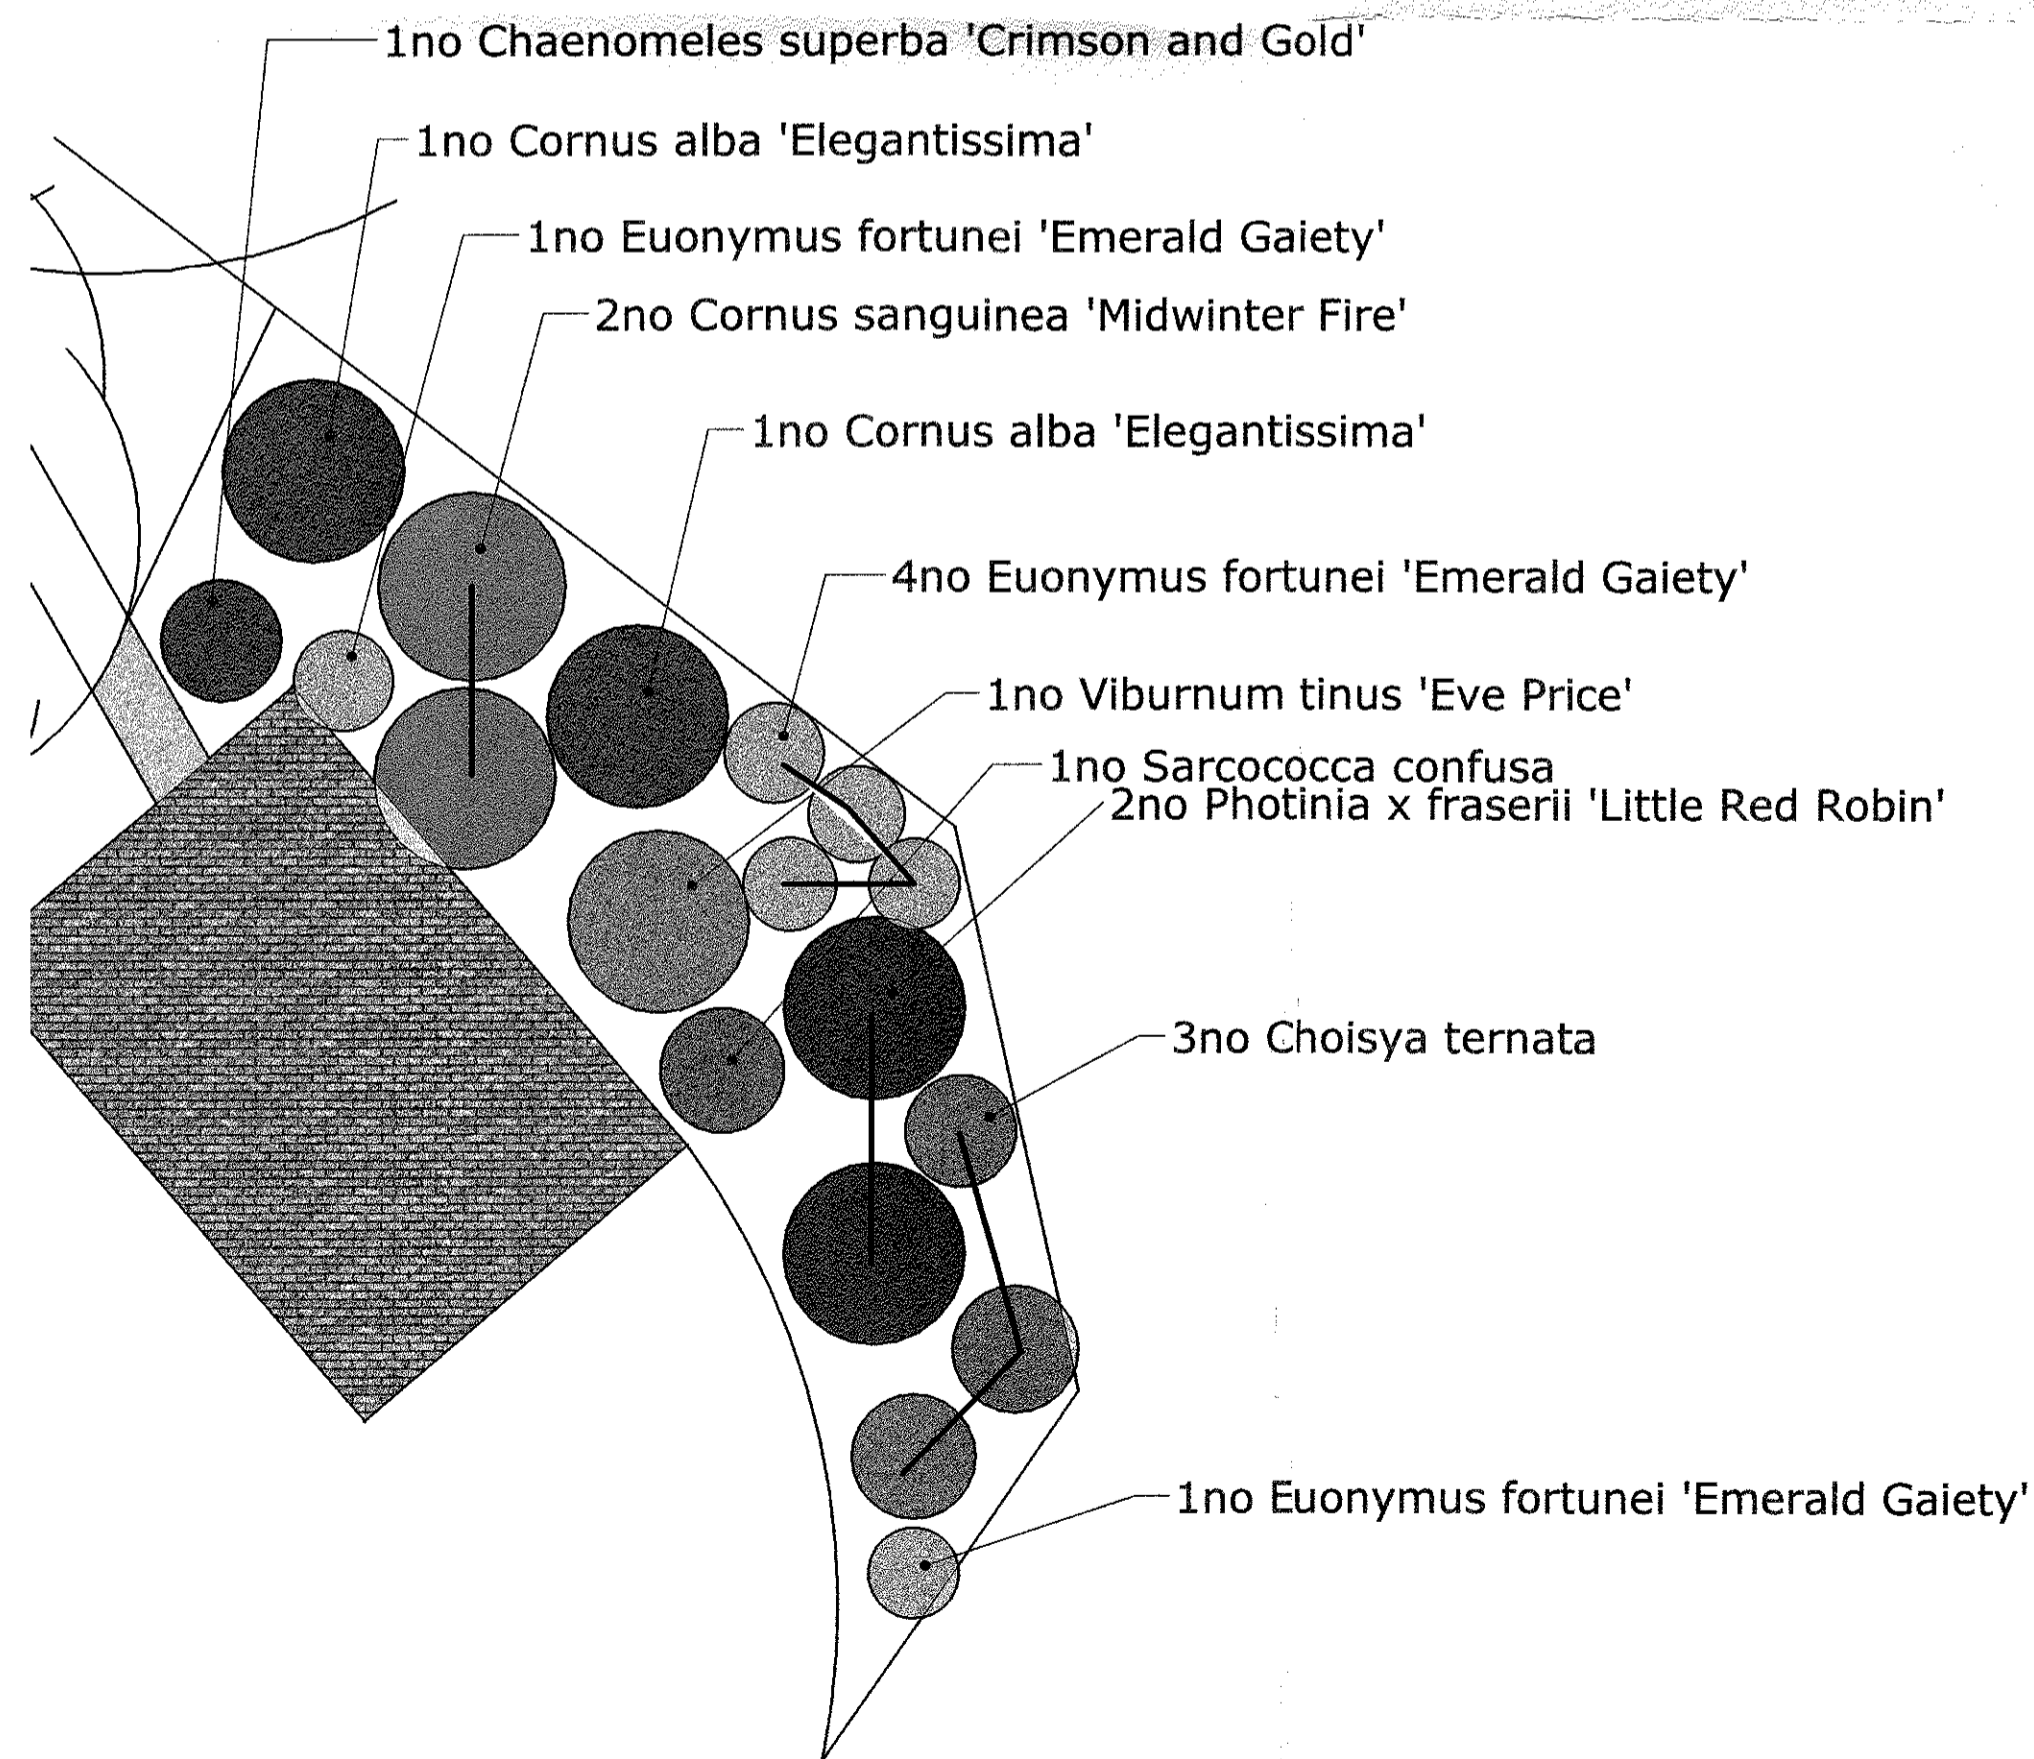 1no Chaenomeles superba 'Crimson and Gold'
1no Cornus alba 'Elegantissima'
1no Euonymus fortunei 'Emerald Gaiety'
2no Cornus sanguinea 'Midwinter Fire'
1no Cornus alba 'Elegantissima'
4no Euonymus fortunei 'Emerald Gaiety'
1no Viburnum tinus 'Eve Price'
1no Sarcococca confusa
2no Photinia x fraserii 'Little Red Robin'
3no Choisya ternata
1no Euonymus fortunei 'Emerald Gaiety'